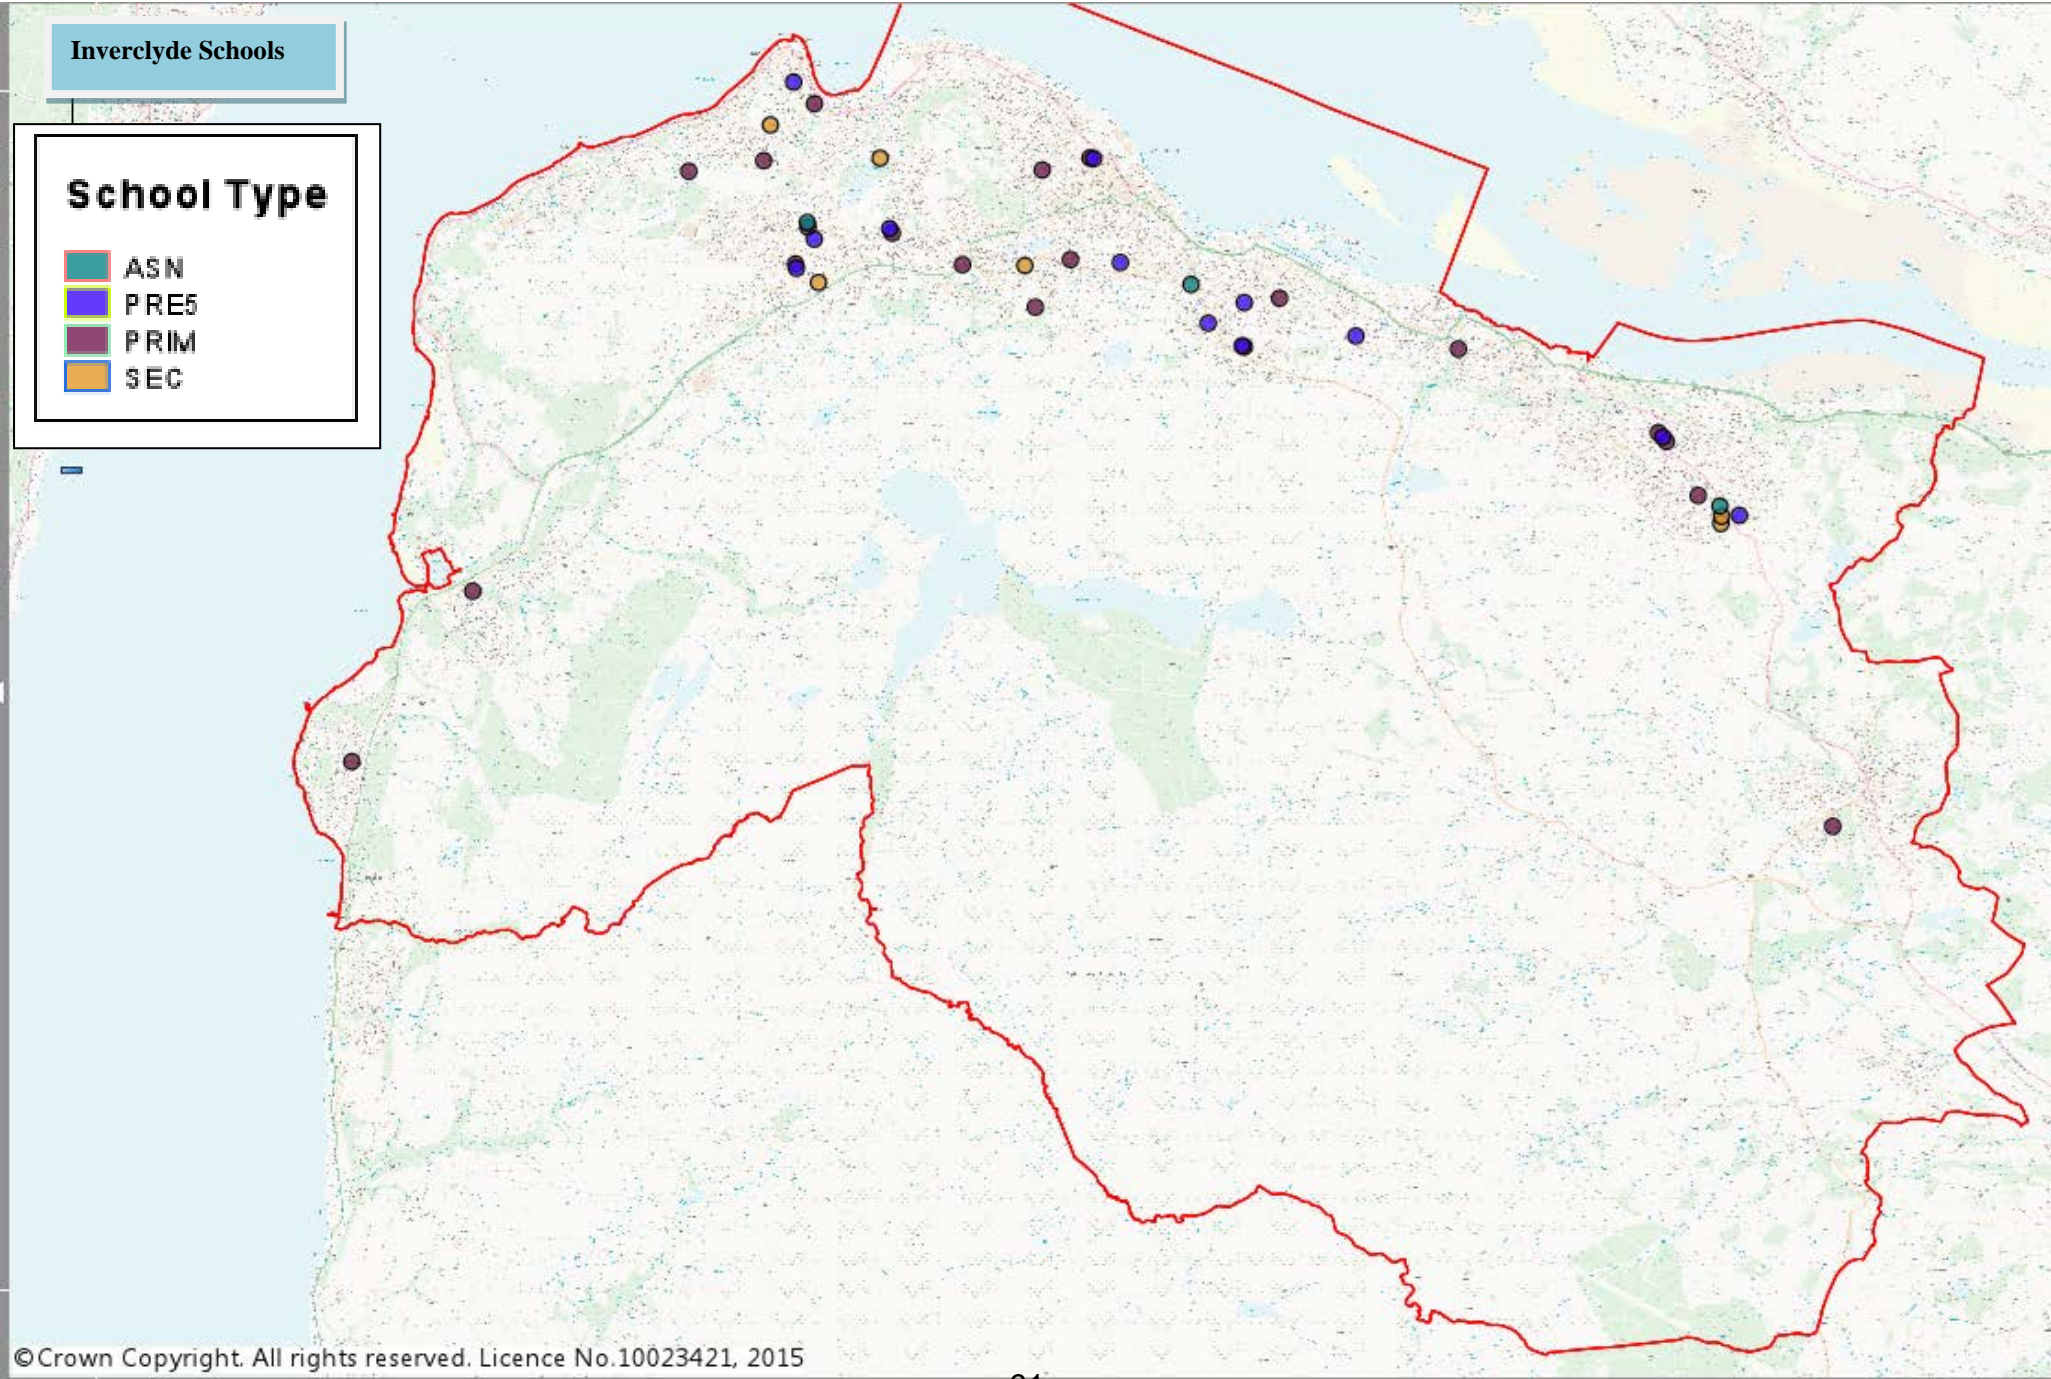 Inverclyde Schools
School Type
ASN
PRE5
PRIM
SEC
©Crown Copyright. All rights reserved. Licence No.10023421, 2015